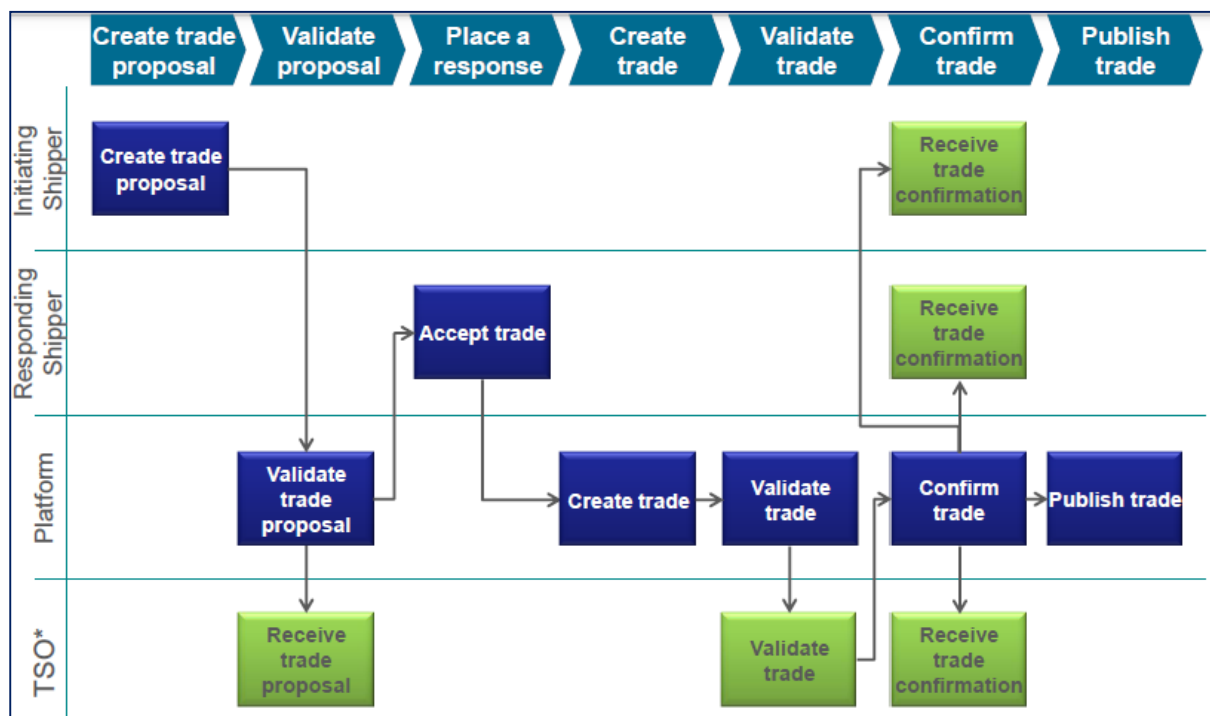 Create trade
proposal
Validate
proposal
Place a
response
Create
trade
Validate
trade
Confirm
trade
Publish
trade
Initiating
Shipper
Create trade
proposal
Receive
trade
confirmation
Responding
Shipper
Accept trade
Receive
trade
confirmation
Platform
Validate
trade
proposal
Create trade
Validate
trade
Confirm
trade
Publish trade
TSO*
Receive
trade
proposal
Validate
trade
Receive
trade
confirmation